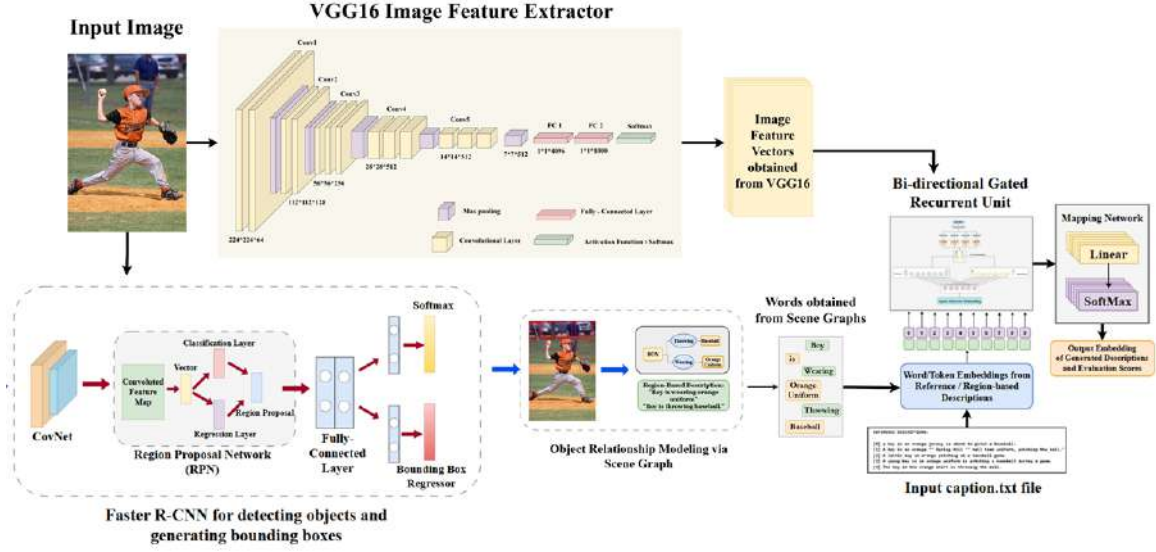 Input Image
VGG16 Image Feature Extractor
Conv1
Conv2
Conv3
Conv4
Conv5
FC 1
FC 2
Softmax
224*224*64
112*112*128
56*56*256
28*28*512
14*14*512
7*7*512
1*1*4096
1*1*1000
Max pooling
Fully - Connected Layer
Convolutional Layer
Activation Function : Softmax
Image
Feature
Vectors
obtained
from VGG16
Bi-directional Gated
Recurrent Unit
Mapping Network
Linear
SoftMax
Output Embedding
of Generated Descriptions
and Evaluation Scores
CovNet
Convoluted
Feature
Map
Vector
Classification Layer
Regression Layer
Region Proposal
Region Proposal Network
(RPN)
Fully-
Connected
Layer
Softmax
Bounding Box
Regressor
Faster R-CNN for detecting objects and
generating bounding boxes
BOY
Throwing
Baseball
Wearing
Orange
Uniform
Region-Based Description:
"Boy is wearing orange
uniform"
"Boy is throwing baseball"
Object Relationship Modeling via
Scene Graph
Words obtained
from Scene Graphs
Boy
is
Wearing
Orange
Uniform
Throwing
Baseball
Word/Token Embeddings from
Reference / Region-based
Descriptions
Input caption.txt file